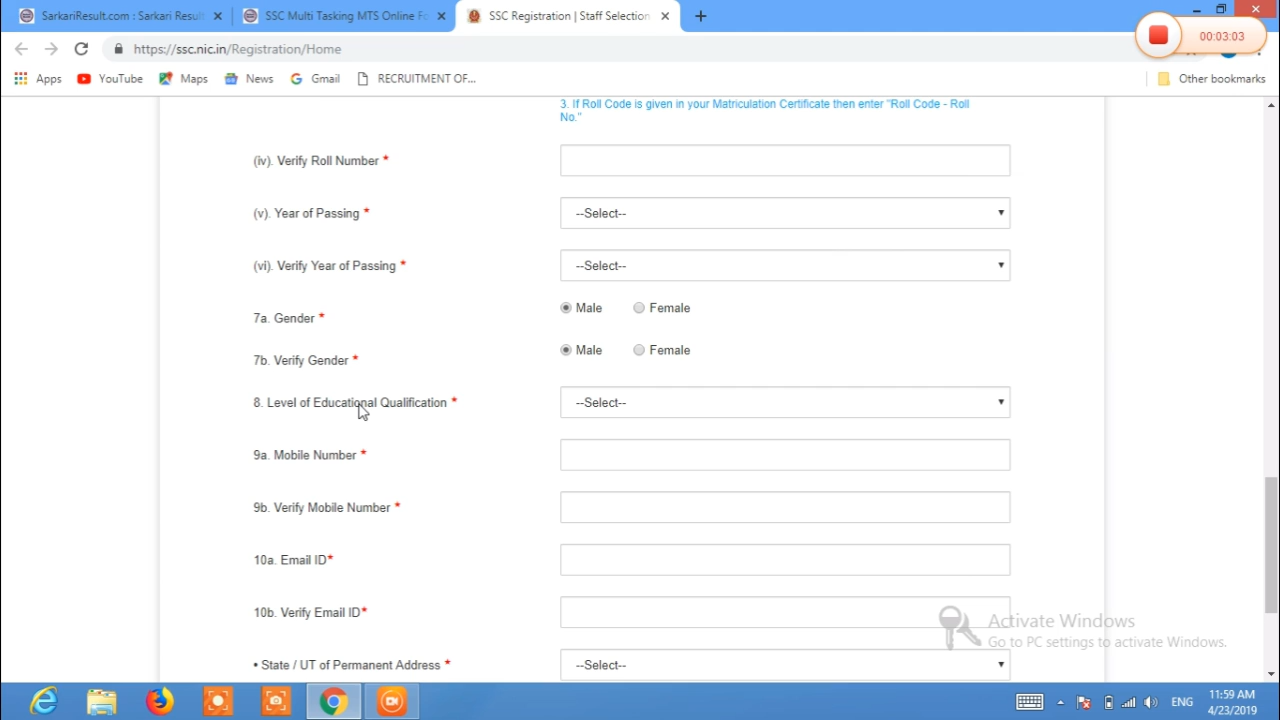 SarkariResult.com : Sarkari Result
SSC Multi Tasking MTS Online Fo
SSC Registration | Staff Selection
00:03:03
https://ssc.nic.in/Registration/Home
Apps YouTube Maps News Gmail RECRUITMENT OF... Other bookmarks
3. If Roll Code is given in your Matriculation Certificate then enter "Roll Code - Roll
No."
(iv). Verify Roll Number *
(v). Year of Passing * --Select--
(vi). Verify Year of Passing * --Select--
7a. Gender * Male Female
7b. Verify Gender * Male Female
8. Level of Educational Qualification * --Select--
9a. Mobile Number *
9b. Verify Mobile Number *
10a. Email ID*
10b. Verify Email ID*
Activate Windows
Go to PC settings to activate Windows.
• State / UT of Permanent Address * --Select--
ENG
11:59 AM
4/23/2019